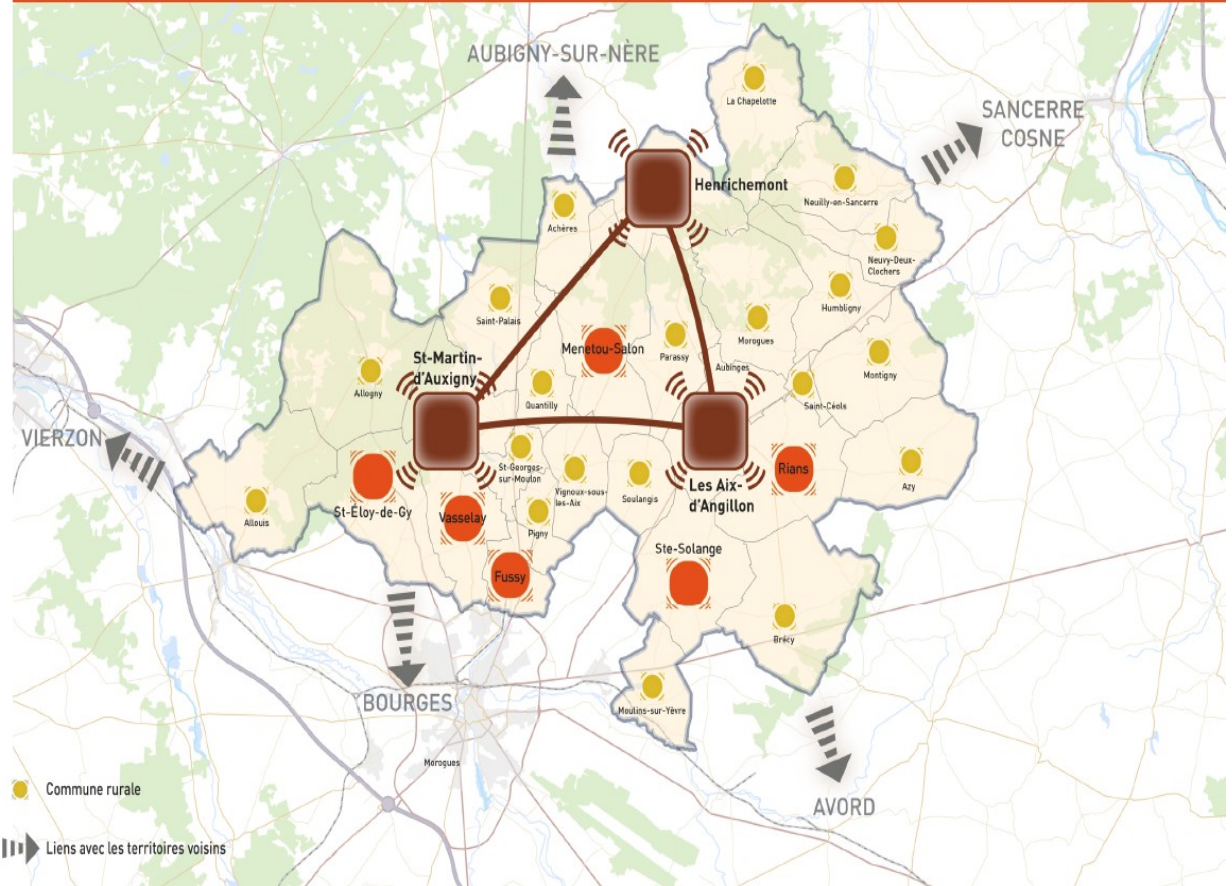 AUBIGNY-SUR-NÈRE
La Chapelotte
SANCERRE
COSNE
Henrichemont
Neuilly-en-Sancerre
Achères
Neuvy-Deux-
Clochers
Humbligny
Saint-Palais
Morogues
Menetou-Salon
Parassy
Montigny
St-Martin-
d'Auxigny
Aubinges
Allogny
Quantilly
Saint-Céols
VIERZON
St-Georges-
sur-Moulon
Vignoux-sous-
les-Aix
Soulangis
Les Aix-
d'Angillon
Rians
Azy
Allouis
St-Éloy-de-Gy
Vasselay
Pigny
Ste-Solange
Fussy
Brécy
BOURGES
Moulins-sur-Yèvre
Morogues
AVORD
Commune rurale
Liens avec les territoires voisins